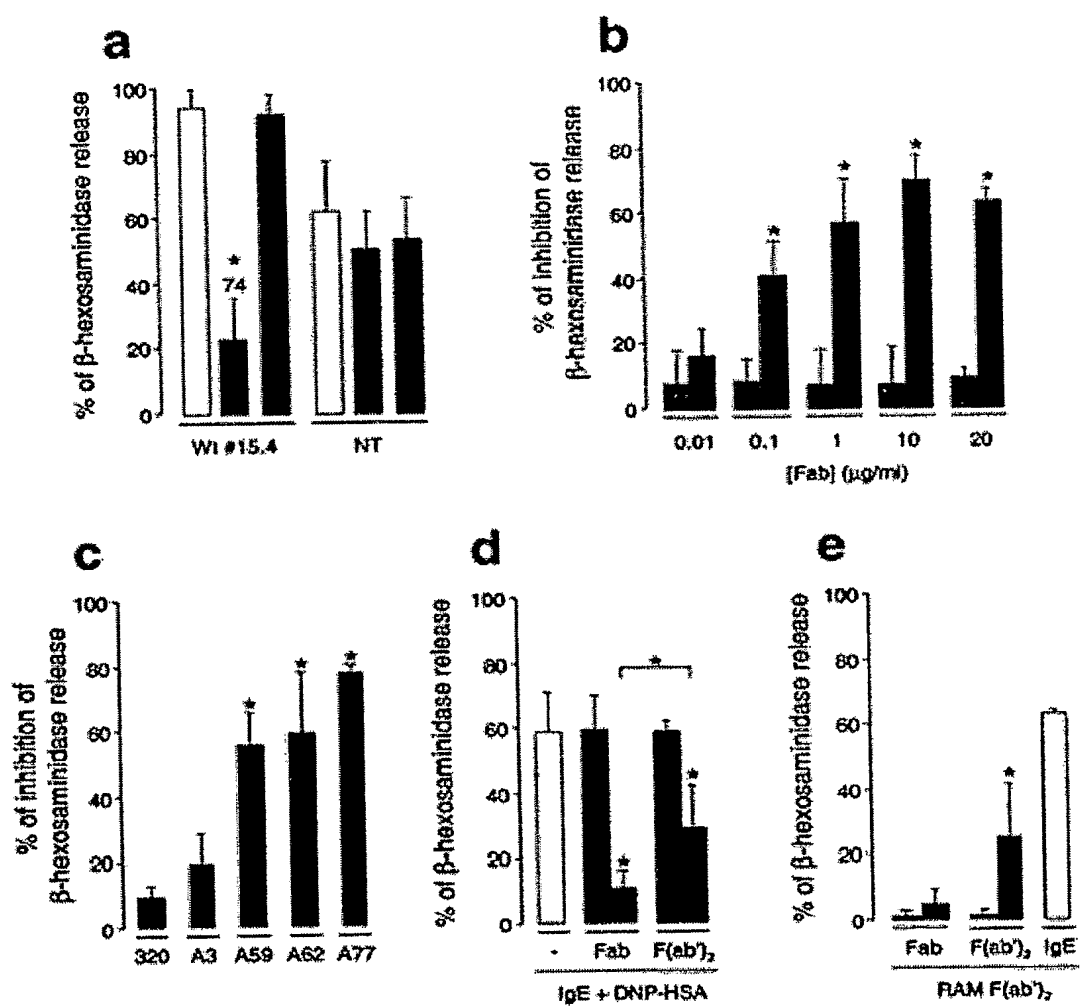 a
% of β-hexosaminidase release
100
80
60
40
20
0
*
74
Wt #15.4
NT
b
% of inhibition of
β-hexosaminidase release
100
80
60
40
20
0
*
*
*
*
0.01
0.1
1
10
20
[Fab] (μg/ml)
c
% of inhibition of
β-hexosaminidase release
100
80
60
40
20
0
*
*
*
320
A3
A59
A62
A77
d
% of β-hexosaminidase release
100
80
60
40
20
0
*
*
*
-
Fab
F(ab')₂
IgE + DNP-HSA
e
% of β-hexosaminidase release
100
80
60
40
20
0
*
Fab
F(ab')₂
IgE
RAM F(ab')₂